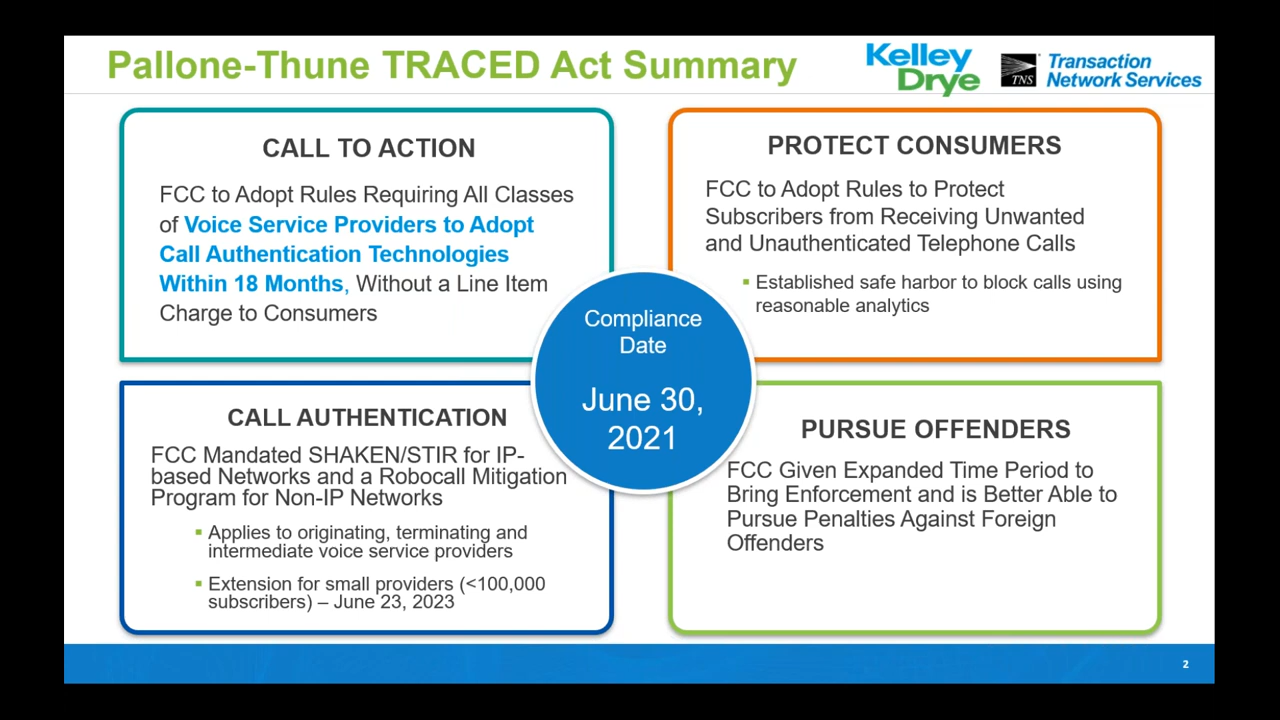 Pallone-Thune TRACED Act Summary
Kelley
Drye
TNS
Transaction
Network Services
CALL TO ACTION
FCC to Adopt Rules Requiring All Classes
of Voice Service Providers to Adopt
Call Authentication Technologies
Within 18 Months, Without a Line Item
Charge to Consumers
PROTECT CONSUMERS
FCC to Adopt Rules to Protect
Subscribers from Receiving Unwanted
and Unauthenticated Telephone Calls
▪ Established safe harbor to block calls using
reasonable analytics
Compliance
Date
June 30,
2021
CALL AUTHENTICATION
FCC Mandated SHAKEN/STIR for IP-
based Networks and a Robocall Mitigation
Program for Non-IP Networks
▪ Applies to originating, terminating and
intermediate voice service providers
▪ Extension for small providers (<100,000
subscribers) – June 23, 2023
PURSUE OFFENDERS
FCC Given Expanded Time Period to
Bring Enforcement and is Better Able to
Pursue Penalties Against Foreign
Offenders
2